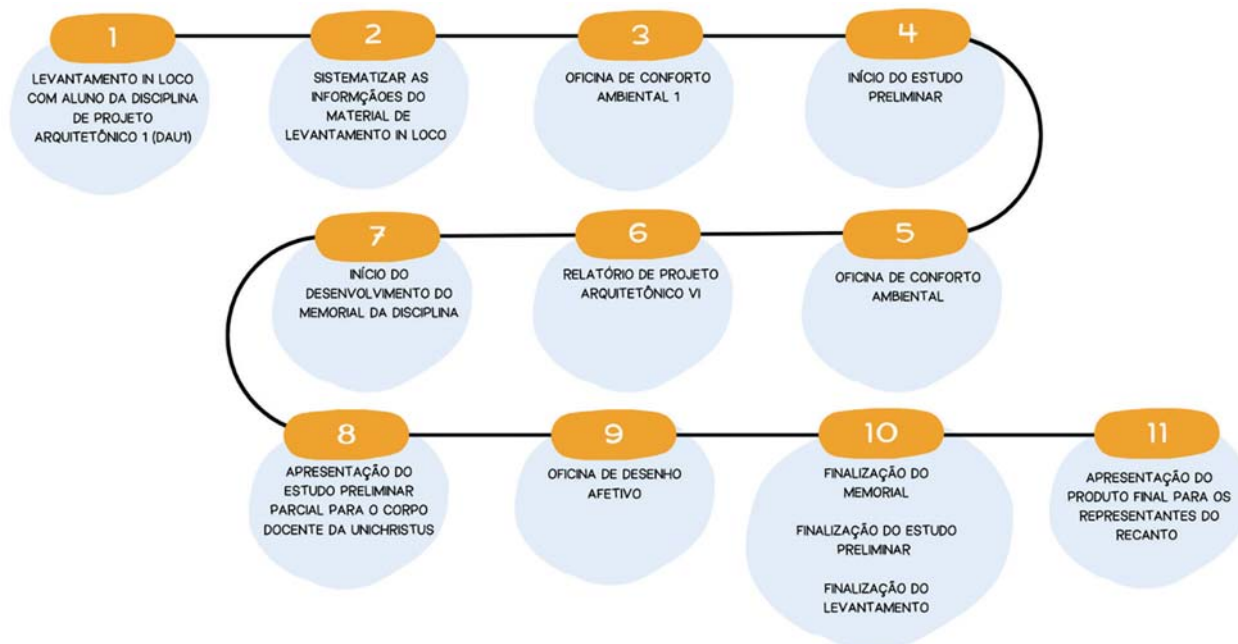 1
LEVANTAMENTO IN LOCO
COM ALUNO DA DISCIPLINA
DE PROJETO
ARQUITETÔNICO 1 (DAU1)
2
SISTEMATIZAR AS
INFORMÇÃOES DO
MATERIAL DE
LEVANTAMENTO IN LOCO
3
OFICINA DE CONFORTO
AMBIENTAL 1
4
INÍCIO DO ESTUDO
PRELIMINAR
5
OFICINA DE CONFORTO
AMBIENTAL
6
RELATÓRIO DE PROJETO
ARQUITETÔNICO VI
7
INÍCIO DO
DESENVOLVIMENTO DO
MEMORIAL DA DISCIPLINA
8
APRESENTAÇÃO DO
ESTUDO PRELIMINAR
PARCIAL PARA O CORPO
DOCENTE DA UNICHRISTUS
9
OFICINA DE DESENHO
AFETIVO
10
FINALIZAÇÃO DO
MEMORIAL
FINALIZAÇÃO DO ESTUDO
PRELIMINAR
FINALIZAÇÃO DO
LEVANTAMENTO
11
APRESENTAÇÃO DO
PRODUTO FINAL PARA OS
REPRESENTANTES DO
RECANTO